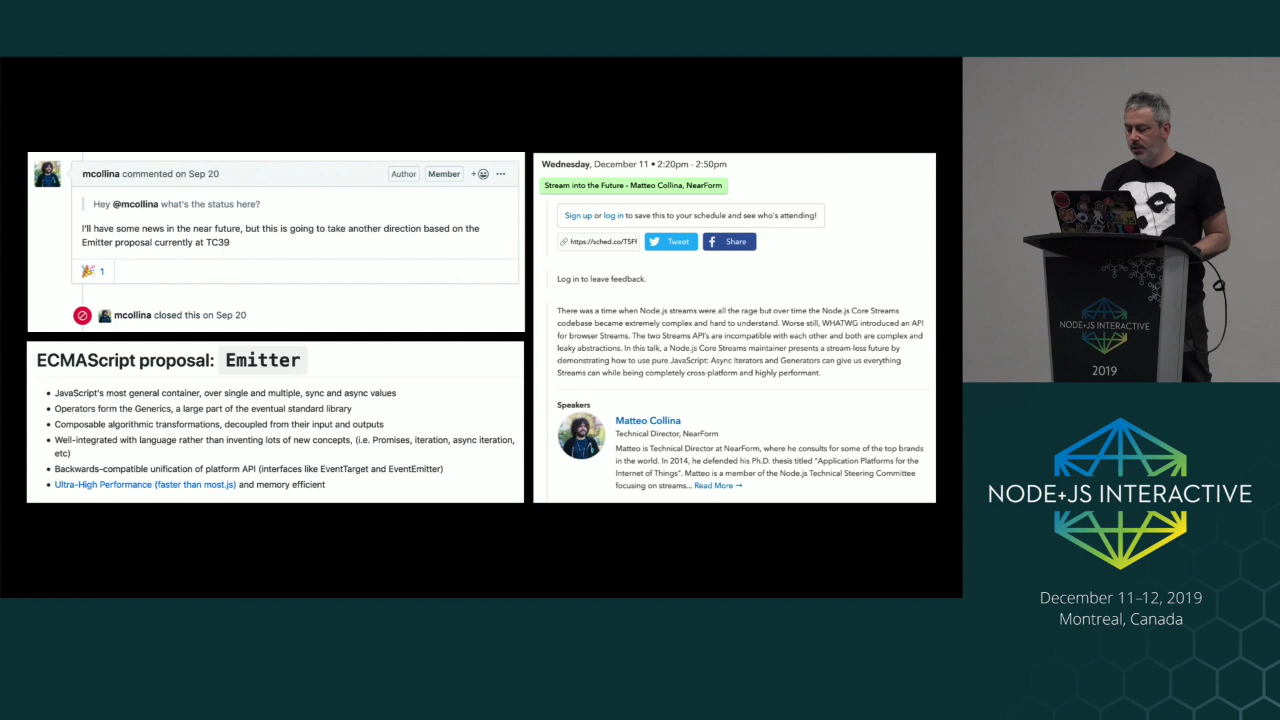 mcollina commented on Sep 20
Author
Member
Hey @mcollina what's the status here?
I'll have some news in the near future, but this is going to take another direction based on the
Emitter proposal currently at TC39
1
mcollina closed this on Sep 20
ECMAScript proposal: Emitter
JavaScript's most general container, over single and multiple, sync and async values
Operators form the Generics, a large part of the eventual standard library
Composable algorithmic transformations, decoupled from their input and outputs
Well-integrated with language rather than inventing lots of new concepts, (i.e. Promises, iteration, async iteration,
etc)
Backwards-compatible unification of platform API (interfaces like EventTarget and EventEmitter)
Ultra-High Performance (faster than most.js) and memory efficient
Wednesday, December 11 • 2:20pm - 2:50pm
Stream into the Future - Matteo Collina, NearForm
Sign up or log in to save this to your schedule and see who's attending!
Tweet
Share
Log in to leave feedback.
There was a time when Node.js streams were all the rage but over time the Node.js Core Streams
codebase became extremely complex and hard to understand. Worse still, WHATWG introduced an API
for browser Streams. The two Streams API's are incompatible with each other and both are complex and
leaky abstractions. In this talk, a Node.js Core Streams maintainer presents a stream-less future by
demonstrating how to use pure JavaScript: Async Iterators and Generators can give us everything
Streams can while being completely cross-platform and highly performant.
Speakers
Matteo Collina
Technical Director, NearForm
Matteo is Technical Director at NearForm, where he consults for some of the top brands
in the world. In 2014, he defended his Ph.D. thesis titled "Application Platforms for the
Internet of Things". Matteo is a member of the Node.js Technical Steering Committee
focusing on streams... Read More →
JS
NODE+JS INTERACTIVE
2019
NODE+JS INTERACTIVE
December 11–12, 2019
Montreal, Canada